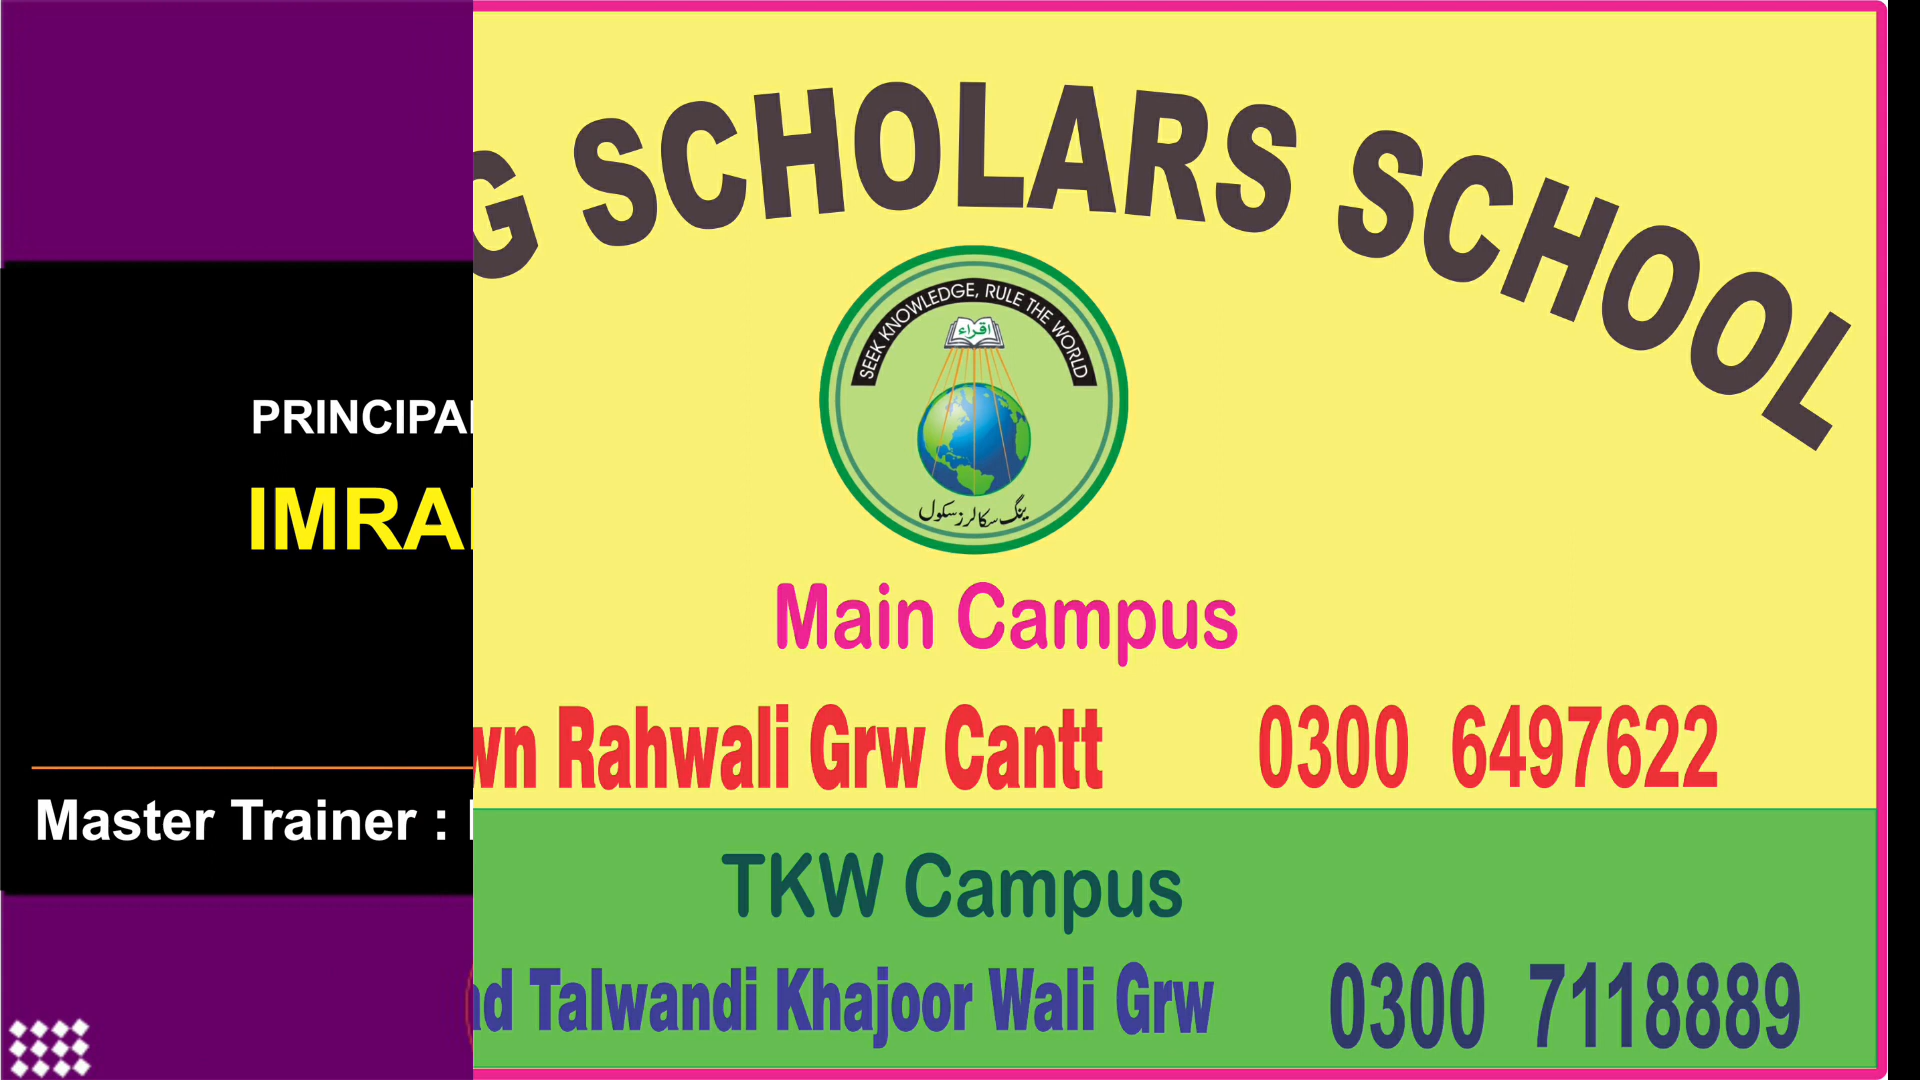 PRINCIPAL
IMRA
Master Trainer :
G SCHOLARS SCHOOL
SEEK KNOWLEDGE, RULE THE WORLD
اقراء
ینگ سکالرز سکول
Main Campus
wn Rahwali Grw Cantt 0300 6497622
TKW Campus
ad Talwandi Khajoor Wali Grw 0300 7118889